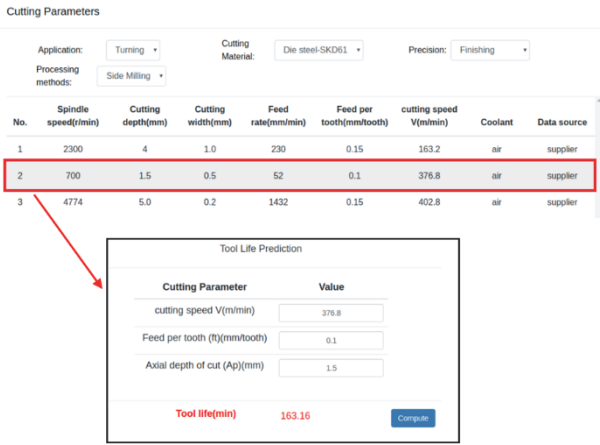 Cutting Parameters
Application: Turning Cutting Material: Die steel-SKD61 Precision: Finishing
Processing methods: Side Milling
No. Spindle speed(r/min) Cutting depth(mm) Cutting width(mm) Feed rate(mm/min) Feed per tooth(mm/tooth) cutting speed V(m/min) Coolant Data source
1 2300 4 1.0 230 0.15 163.2 air supplier
2 700 1.5 0.5 52 0.1 376.8 air supplier
3 4774 5.0 0.2 1432 0.15 402.8 air supplier
Tool Life Prediction
Cutting Parameter Value
cutting speed V(m/min) 376.8
Feed per tooth (ft)(mm/tooth) 0.1
Axial depth of cut (Ap)(mm) 1.5
Tool life(min) 163.16 Compute